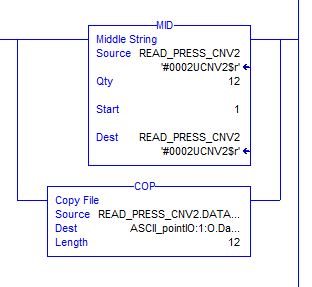 MID
Middle String
Source READ_PRESS_CNV2
'#0002UCNV2$r'
Qty 12
Start 1
Dest READ_PRESS_CNV2
'#0002UCNV2$r'
COP
Copy File
Source READ_PRESS_CNV2.DATA...
Dest ASCII_pointIO:1:O.Da...
Length 12